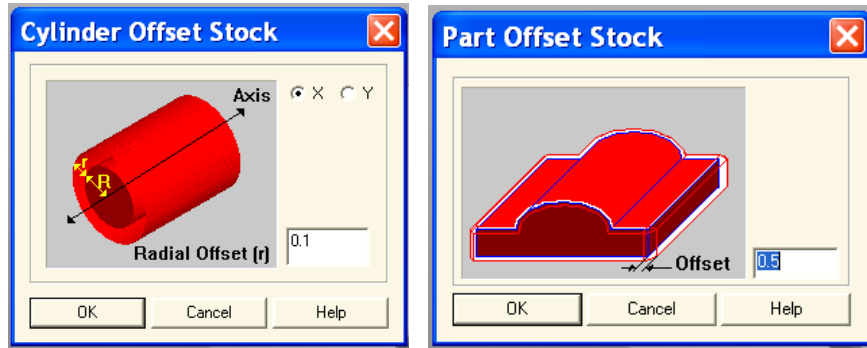 Cylinder Offset Stock
Axis
X Y
r
R
Radial Offset (r)
0.1
OK Cancel Help
Part Offset Stock
Offset
0.5
OK Cancel Help